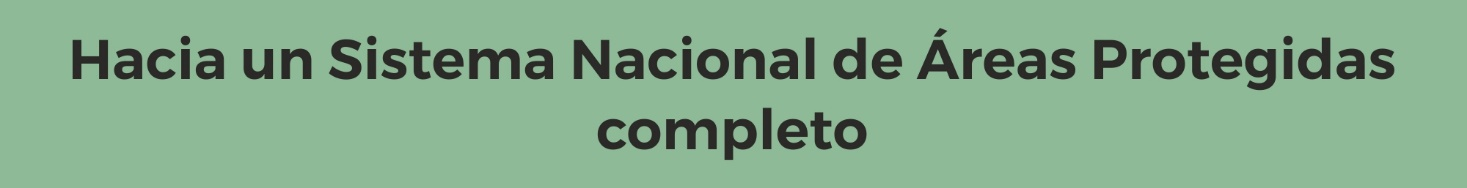 Hacia un Sistema Nacional de Áreas Protegidas
completo